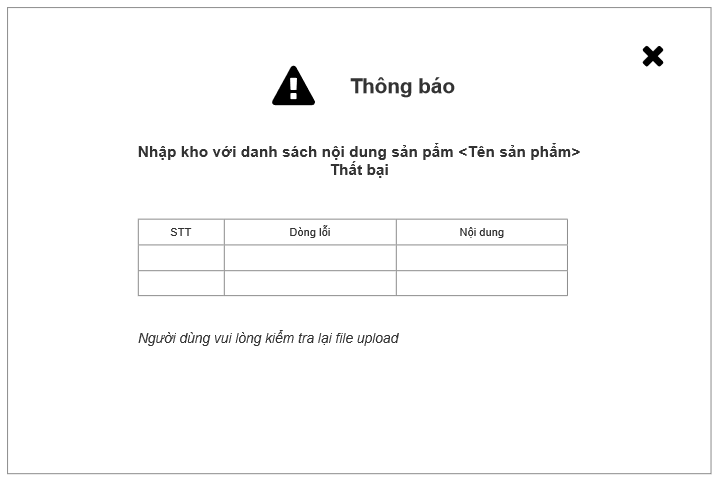 Thông báo
Nhập kho với danh sách nội dung sản pẩm <Tên sản phẩm>
Thất bại
STT Dòng lỗi Nội dung
Người dùng vui lòng kiểm tra lại file upload